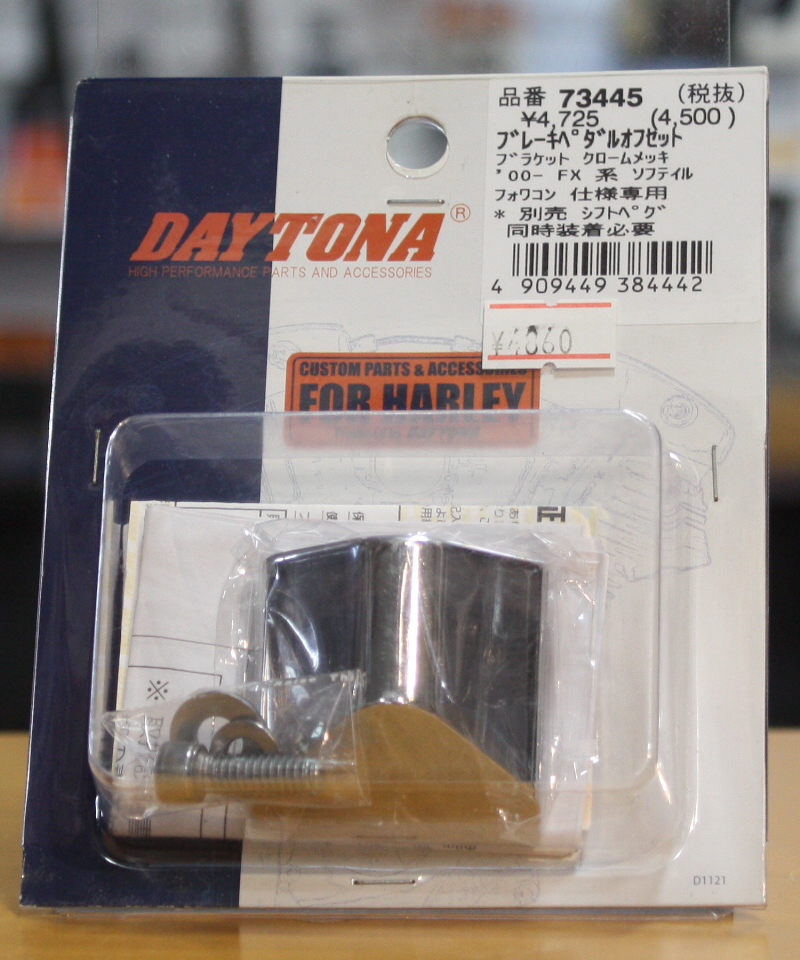 品番 73445 (税抜)
¥4,725 (4,500)
ﾌﾞﾚｰｷﾍﾟﾀﾞﾙｵﾌｾｯﾄ
ﾌﾞﾗｹｯﾄ ｸﾛｰﾑﾒｯｷ
'00- FX 系 ｿﾌﾃｲﾙ
ﾌｫﾜｺﾝ 仕様専用
* 別売 ｼﾌﾄﾍﾟｸﾞ
同時装着必要
4 909449 384442
DAYTONA®
HIGH PERFORMANCE PARTS AND ACCESSORIES
CUSTOM PARTS & ACCESSORIES
FOR HARLEY
D1121